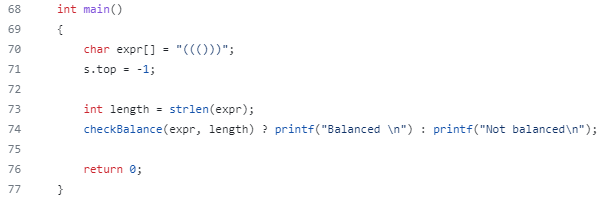 68 int main()
69 {
70 char expr[] = "((()))";
71 s.top = -1;
72
73 int length = strlen(expr);
74 checkBalance(expr, length) ? printf("Balanced \n") : printf("Not balanced\n");
75
76 return 0;
77 }